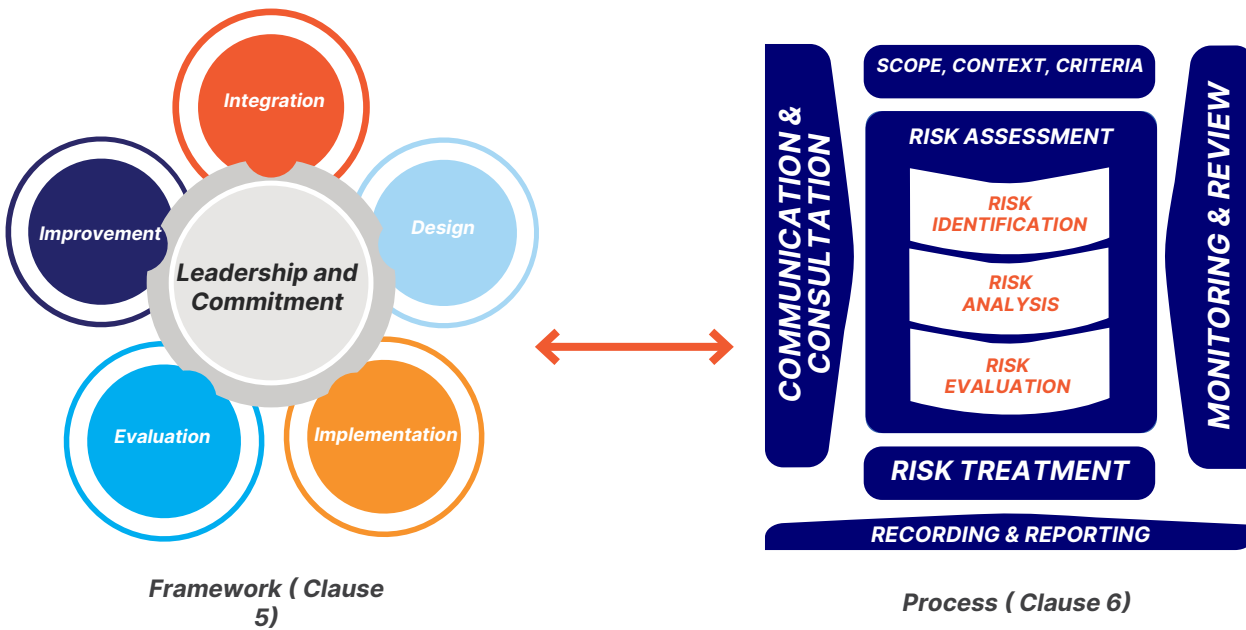 Integration
Improvement
Design
Leadership and
Commitment
Evaluation
Implementation
Framework ( Clause
5)
COMMUNICATION &
CONSULTATION
SCOPE, CONTEXT, CRITERIA
RISK ASSESSMENT
RISK
IDENTIFICATION
RISK
ANALYSIS
RISK
EVALUATION
RISK TREATMENT
MONITORING & REVIEW
RECORDING & REPORTING
Process ( Clause 6)